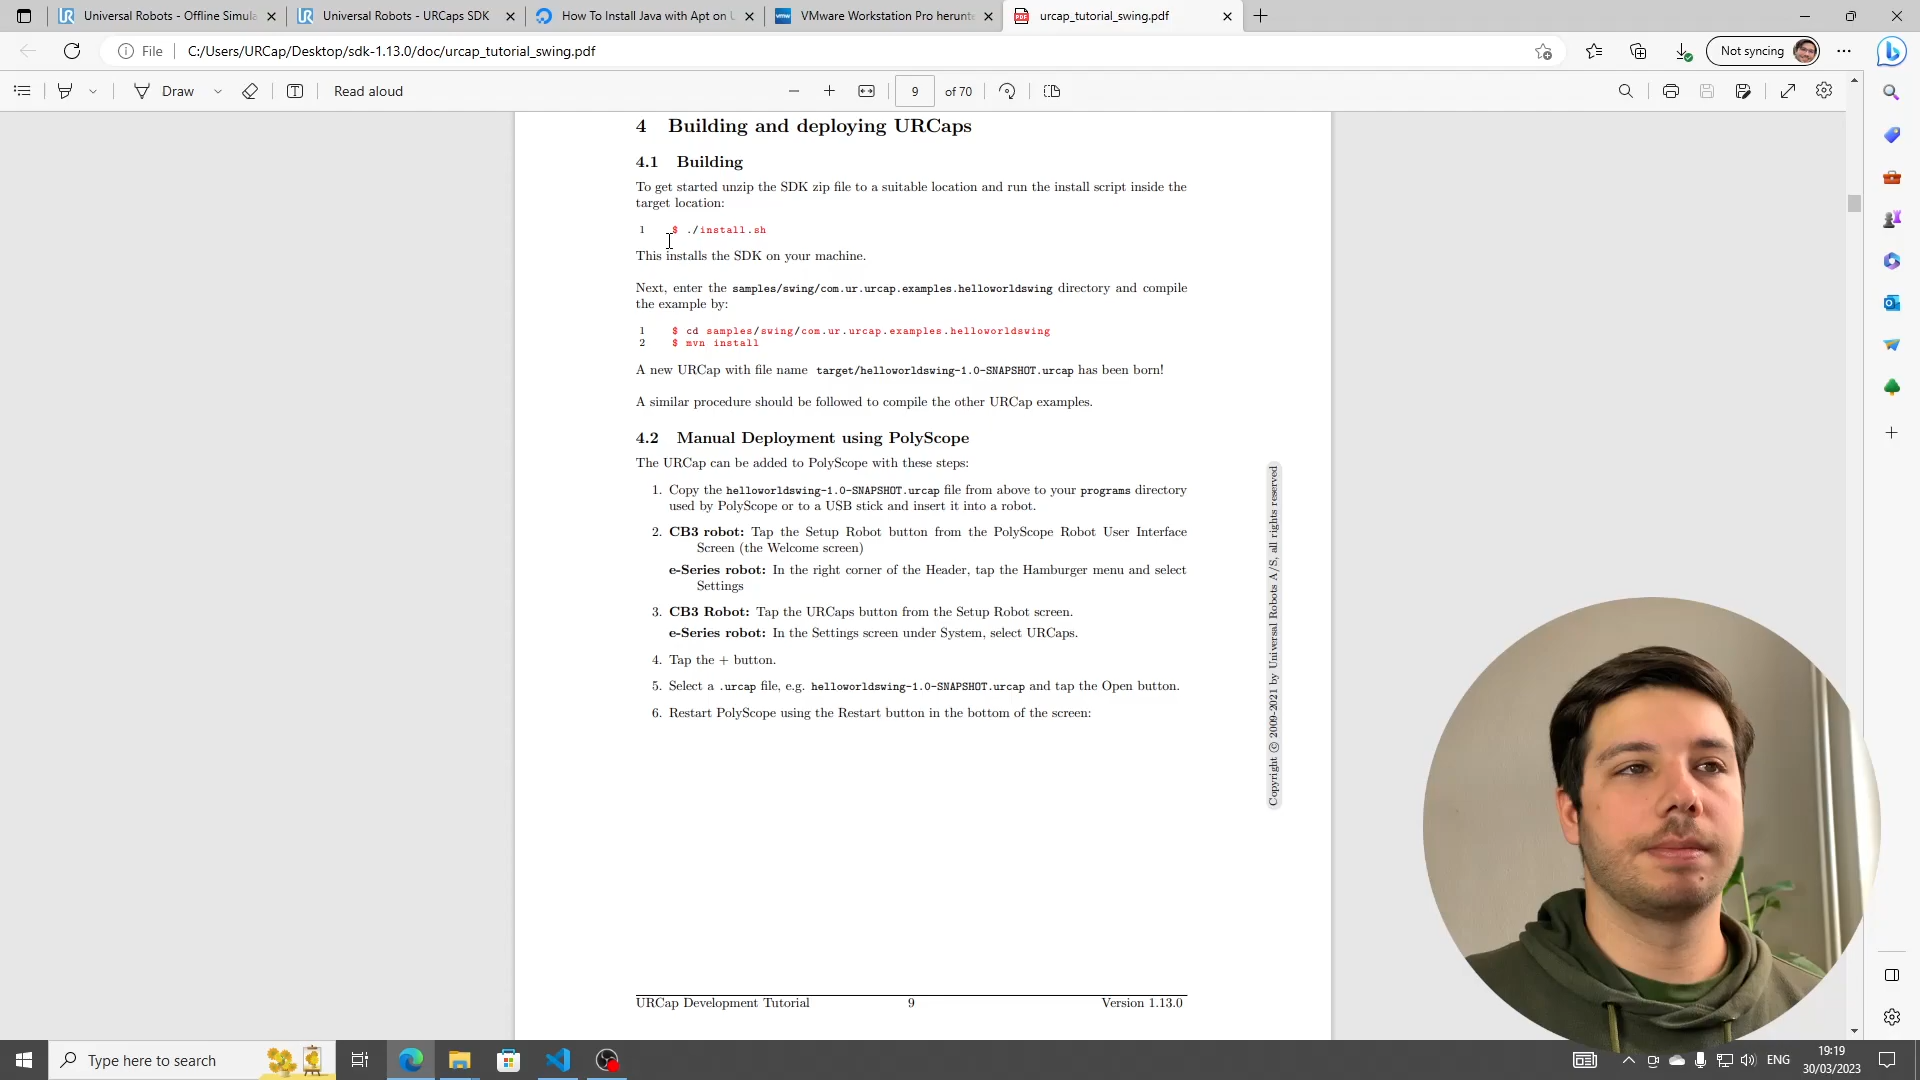 Universal Robots - Offline Simula
Universal Robots - URCaps SDK
How To Install Java with Apt on U
VMware Workstation Pro herunte
urcap_tutorial_swing.pdf
File
C:/Users/URCap/Desktop/sdk-1.13.0/doc/urcap_tutorial_swing.pdf
Not syncing
Draw
Read aloud
9
of 70
4 Building and deploying URCaps
4.1 Building
To get started unzip the SDK zip file to a suitable location and run the install script inside the
target location:
1 $ ./install.sh
This installs the SDK on your machine.
Next, enter the samples/swing/com.ur.urcap.examples.helloworldswing directory and compile
the example by:
1 $ cd samples/swing/com.ur.urcap.examples.helloworldswing
2 $ mvn install
A new URCap with file name target/helloworldswing-1.0-SNAPSHOT.urcap has been born!
A similar procedure should be followed to compile the other URCap examples.
4.2 Manual Deployment using PolyScope
The URCap can be added to PolyScope with these steps:
1. Copy the helloworldswing-1.0-SNAPSHOT.urcap file from above to your programs directory
used by PolyScope or to a USB stick and insert it into a robot.
2. CB3 robot: Tap the Setup Robot button from the PolyScope Robot User Interface
Screen (the Welcome screen)
e-Series robot: In the right corner of the Header, tap the Hamburger menu and select
Settings
3. CB3 Robot: Tap the URCaps button from the Setup Robot screen.
e-Series robot: In the Settings screen under System, select URCaps.
4. Tap the + button.
5. Select a .urcap file, e.g. helloworldswing-1.0-SNAPSHOT.urcap and tap the Open button.
6. Restart PolyScope using the Restart button in the bottom of the screen:
Copyright © 2009-2021 by Universal Robots A/S, all rights reserved
URCap Development Tutorial
9
Version 1.13.0
Type here to search
ENG
19:19
30/03/2023